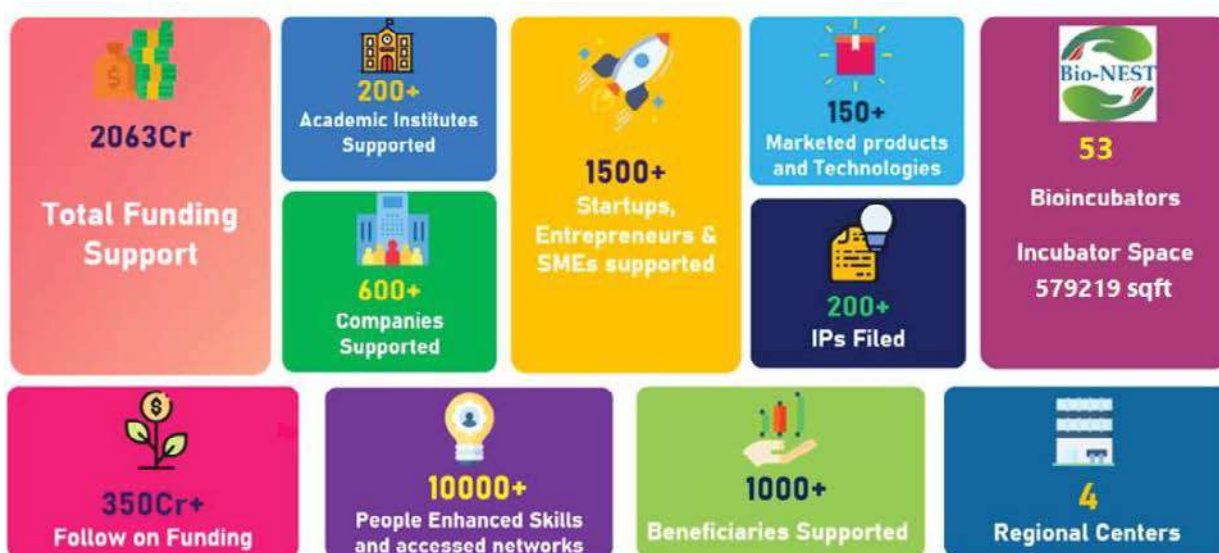 2063Cr
Total Funding
Support
200+
Academic Institutes
Supported
600+
Companies
Supported
1500+
Startups,
Entrepreneurs &
SMEs supported
150+
Marketed products
and Technologies
200+
IPs Filed
Bio-NEST
53
Bioincubators
Incubator Space
579219 sqft
350Cr+
Follow on Funding
10000+
People Enhanced Skills
and accessed networks
1000+
Beneficiaries Supported
4
Regional Centers